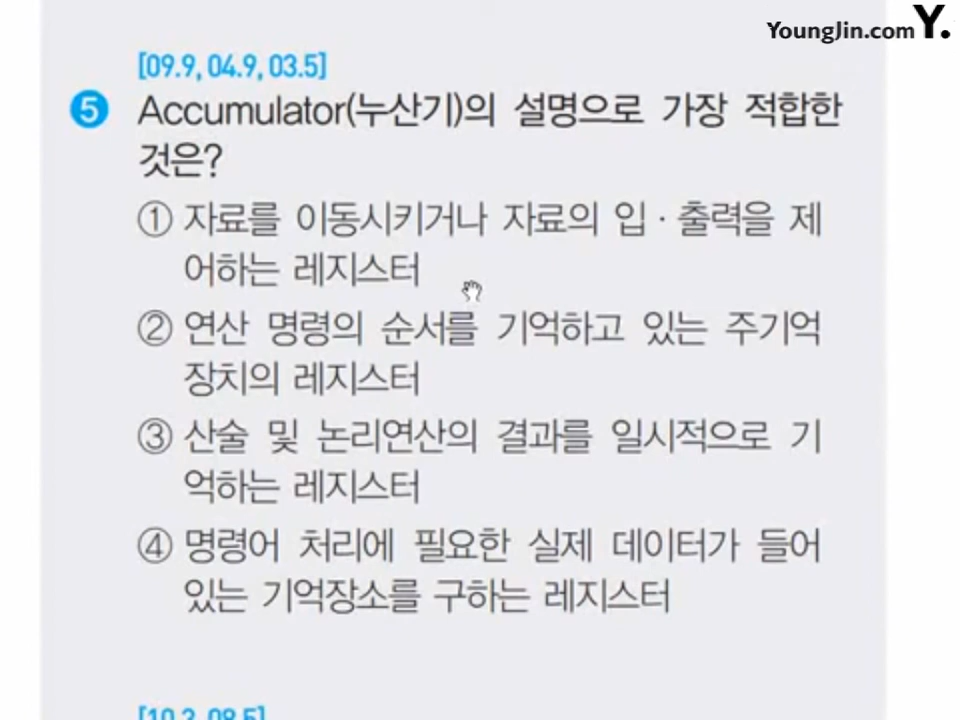 YoungJin.com Y.
[09.9, 04.9, 03.5]
5 Accumulator(누산기)의 설명으로 가장 적합한
것은?
① 자료를 이동시키거나 자료의 입·출력을 제
어하는 레지스터
② 연산 명령의 순서를 기억하고 있는 주기억
장치의 레지스터
③ 산술 및 논리연산의 결과를 일시적으로 기
억하는 레지스터
④ 명령어 처리에 필요한 실제 데이터가 들어
있는 기억장소를 구하는 레지스터
[10.3, 08.5]